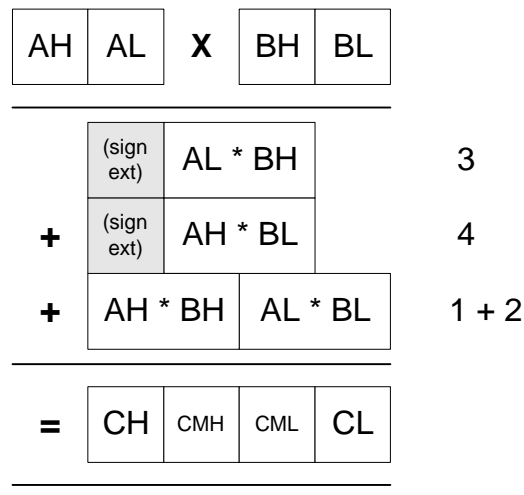 AH AL X BH BL
(sign ext) AL * BH 3
+ (sign ext) AH * BL 4
+ AH * BH AL * BL 1 + 2
= CH CMH CML CL